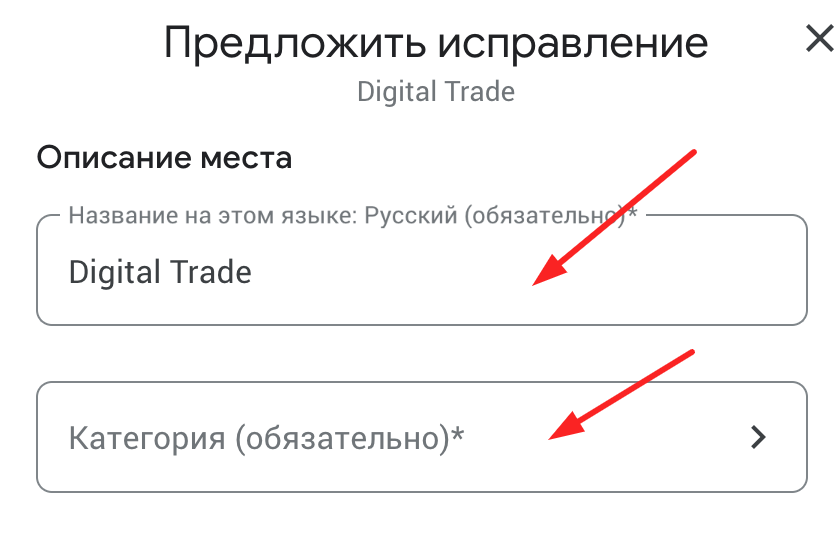 Предложить исправление
Digital Trade
Описание места
Название на этом языке: Русский (обязательно)*
Digital Trade
Категория (обязательно)*